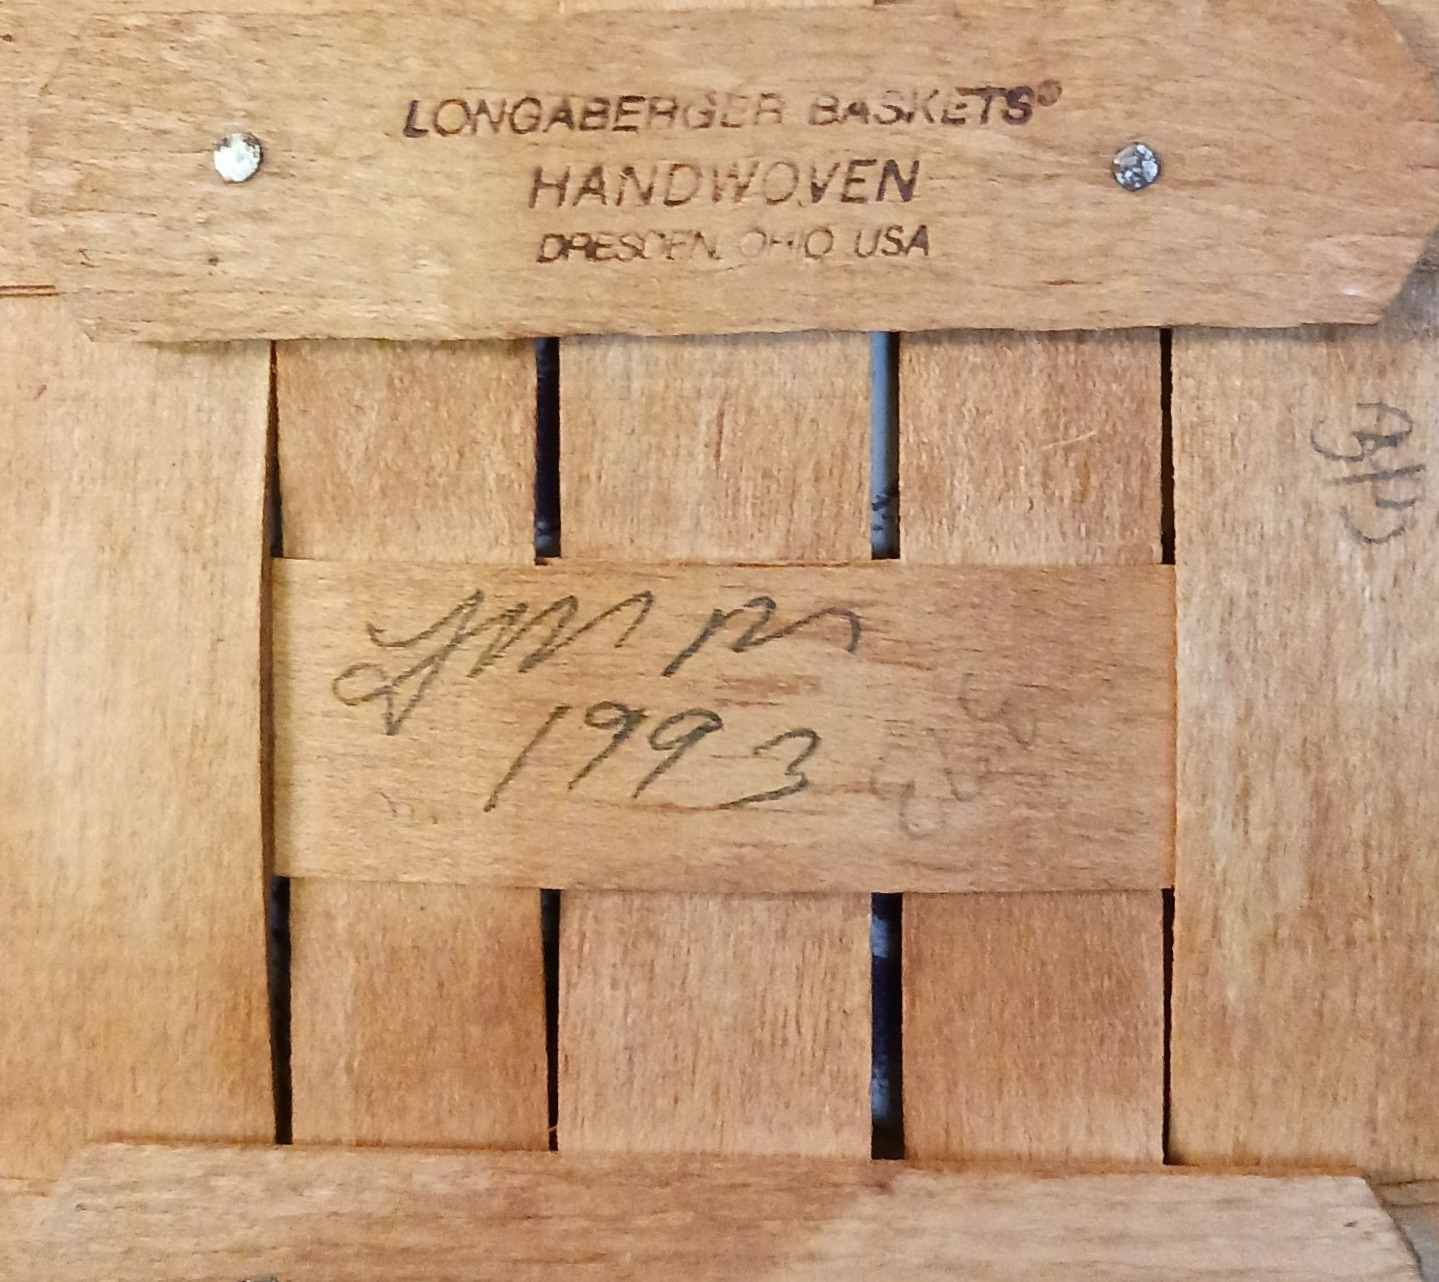 LONGABERGER BASKETS®
HANDWOVEN
DRESDEN, OHIO USA
1993